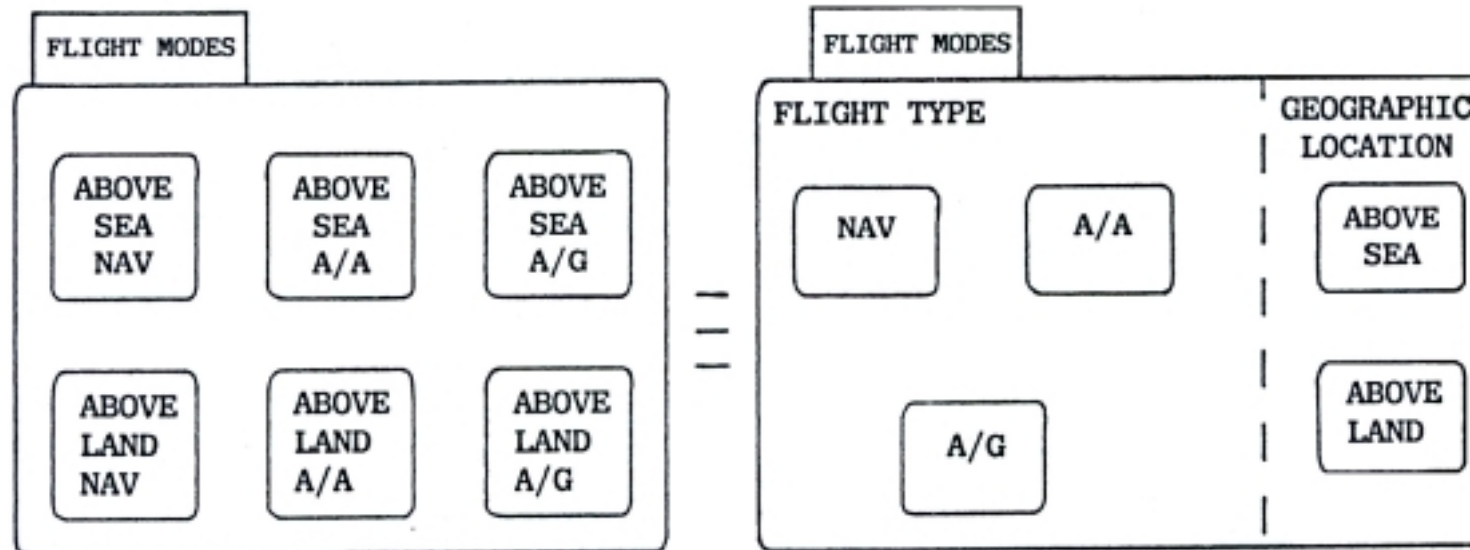 FLIGHT MODES
ABOVE
SEA
NAV
ABOVE
SEA
A/A
ABOVE
SEA
A/G
ABOVE
LAND
NAV
ABOVE
LAND
A/A
ABOVE
LAND
A/G
FLIGHT MODES
FLIGHT TYPE
NAV
A/A
A/G
GEOGRAPHIC
LOCATION
ABOVE
SEA
ABOVE
LAND